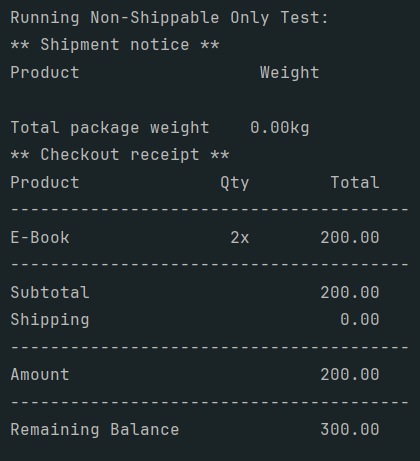 Running Non-Shippable Only Test:
** Shipment notice **
Product                  Weight

Total package weight    0.00kg
** Checkout receipt **
Product              Qty        Total
----------------------------------------
E-Book                2x       200.00
----------------------------------------
Subtotal                       200.00
Shipping                         0.00
----------------------------------------
Amount                         200.00
----------------------------------------
Remaining Balance              300.00